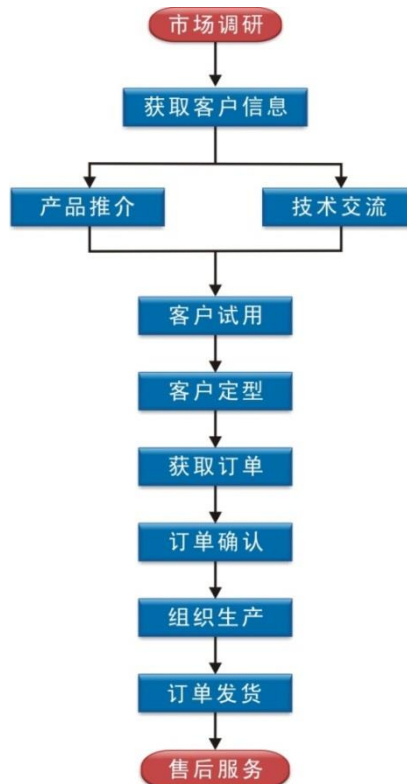 市场调研
获取客户信息
产品推介
技术交流
客户试用
客户定型
获取订单
订单确认
组织生产
订单发货
售后服务